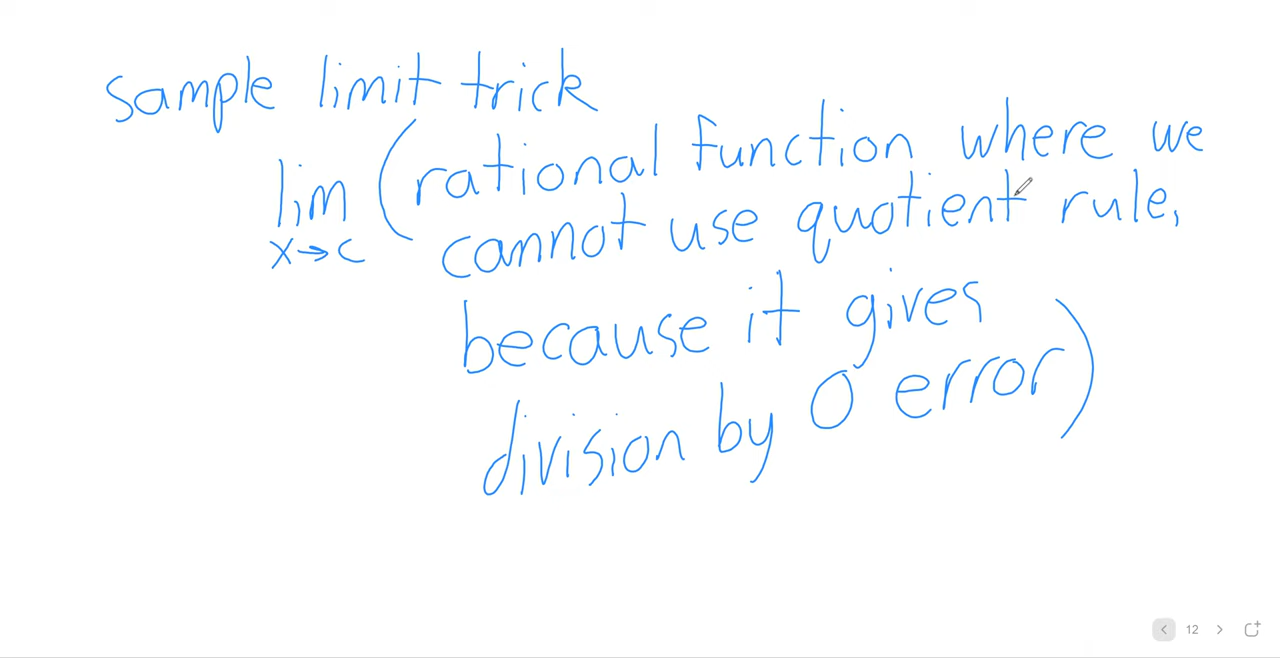 sample limit trick
lim (rational function where we
x→c cannot use quotient rule,
because it gives
division by 0 error)
12